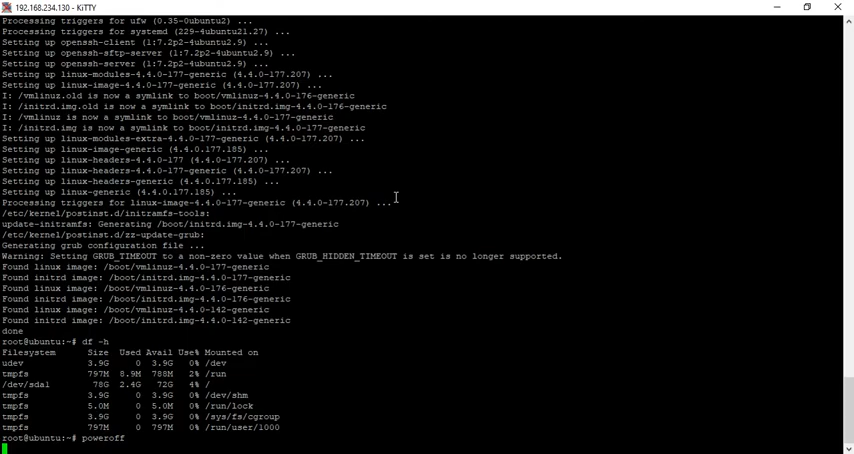 192.168.234.130 - KiTTY
Processing triggers for ufw (0.35-0ubuntu2) ...
Processing triggers for systemd (229-4ubuntu21.27) ...
Setting up openssh-client (1:7.2p2-4ubuntu2.9) ...
Setting up openssh-sftp-server (1:7.2p2-4ubuntu2.9) ...
Setting up openssh-server (1:7.2p2-4ubuntu2.9) ...
Setting up linux-modules-4.4.0-177-generic (4.4.0-177.207) ...
Setting up linux-image-4.4.0-177-generic (4.4.0-177.207) ...
I: /vmlinuz.old is now a symlink to boot/vmlinuz-4.4.0-176-generic
I: /initrd.img.old is now a symlink to boot/initrd.img-4.4.0-176-generic
I: /vmlinuz is now a symlink to boot/vmlinuz-4.4.0-177-generic
I: /initrd.img is now a symlink to boot/initrd.img-4.4.0-177-generic
Setting up linux-modules-extra-4.4.0-177-generic (4.4.0-177.207) ...
Setting up linux-image-generic (4.4.0.177.185) ...
Setting up linux-headers-4.4.0-177 (4.4.0-177.207) ...
Setting up linux-headers-4.4.0-177-generic (4.4.0-177.207) ...
Setting up linux-headers-generic (4.4.0.177.185) ...
Setting up linux-generic (4.4.0.177.185) ...
Processing triggers for linux-image-4.4.0-177-generic (4.4.0-177.207) ...
/etc/kernel/postinst.d/initramfs-tools:
update-initramfs: Generating /boot/initrd.img-4.4.0-177-generic
/etc/kernel/postinst.d/zz-update-grub:
Generating grub configuration file ...
Warning: Setting GRUB_TIMEOUT to a non-zero value when GRUB_HIDDEN_TIMEOUT is set is no longer supported.
Found linux image: /boot/vmlinuz-4.4.0-177-generic
Found initrd image: /boot/initrd.img-4.4.0-177-generic
Found linux image: /boot/vmlinuz-4.4.0-176-generic
Found initrd image: /boot/initrd.img-4.4.0-176-generic
Found linux image: /boot/vmlinuz-4.4.0-142-generic
Found initrd image: /boot/initrd.img-4.4.0-142-generic
done
root@ubuntu:~# df -h
Filesystem      Size  Used Avail Use% Mounted on
udev            3.9G     0  3.9G   0% /dev
tmpfs           797M  8.9M  788M   2% /run
/dev/sda1        78G  2.4G   72G   4% /
tmpfs           3.9G     0  3.9G   0% /dev/shm
tmpfs           5.0M     0  5.0M   0% /run/lock
tmpfs           3.9G     0  3.9G   0% /sys/fs/cgroup
tmpfs           797M     0  797M   0% /run/user/1000
root@ubuntu:~# poweroff